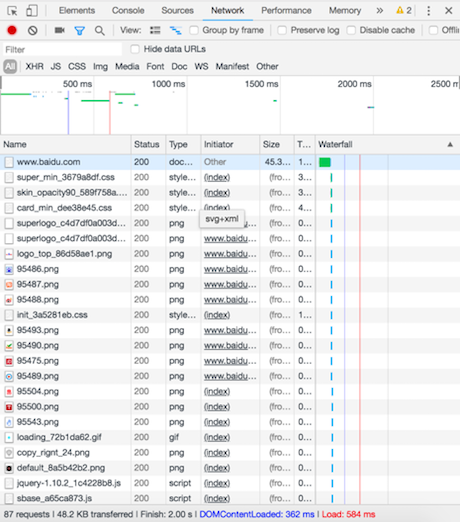 Elements Console Sources Network Performance Memory » 2
View: Group by frame Preserve log Disable cache Offlin
Filter Hide data URLs
All XHR JS CSS Img Media Font Doc WS Manifest Other
500 ms 1000 ms 1500 ms 2000 ms
Name Status Type Initiator Size T... Waterfall
www.baidu.com 200 doc... Other 45.3... 1...
super_min_3679a8df.css 200 style... (index) (fro... 3...
skin_opacity90_589f758a.... 200 style... (index) (fro... 3...
card_min_dee38e45.css 200 style... (index) (fro... 4...
svg+xml
superlogo_c4d7df0a003d... 200 png www.baidu... (fro... 0...
superlogo_c4d7df0a003d... 200 png www.baidu... (fro... 0...
logo_top_86d58ae1.png 200 png www.baidu... (fro... 0...
95486.png 200 png www.baidu... (fro... 0...
95487.png 200 png www.baidu... (fro... 0...
95488.png 200 png www.baidu... (fro... 0...
init_3a5281eb.css 200 style... (index) (fro... 1...
95493.png 200 png www.baidu... (fro... 0...
95490.png 200 png www.baidu... (fro... 0...
95475.png 200 png www.baidu... (fro... 0...
95489.png 200 png www.baidu... (fro... 0...
95504.png 200 png (index) (fro... 0...
95500.png 200 png (index) (fro... 0...
95543.png 200 png (index) (fro... 0...
loading_72b1da62.gif 200 gif (index) (fro... 0...
copy_rignt_24.png 200 png (index) (fro... 0...
default_8a5b42b2.png 200 png (index) (fro... 0...
jquery-1.10.2_1c4228b8.js 200 script (index) (fro... 0...
sbase_a65ca873.js 200 script (index) (fro... 0...
87 requests | 48.2 KB transferred | Finish: 2.00 s | DOMContentLoaded: 362 ms | Load: 584 ms